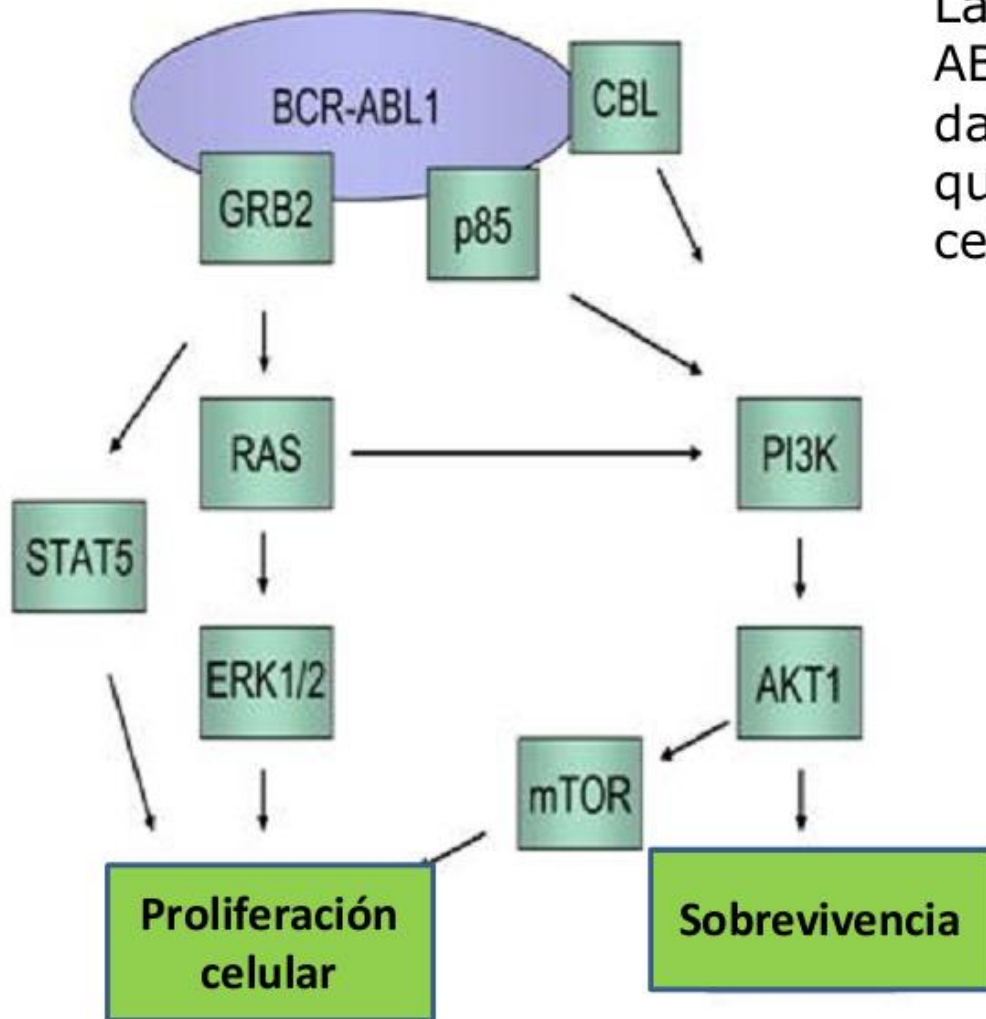 BCR-ABL1
CBL
GRB2
p85
RAS
PI3K
STAT5
ERK1/2
AKT1
mTOR
Proliferación
celular
Sobrevivencia